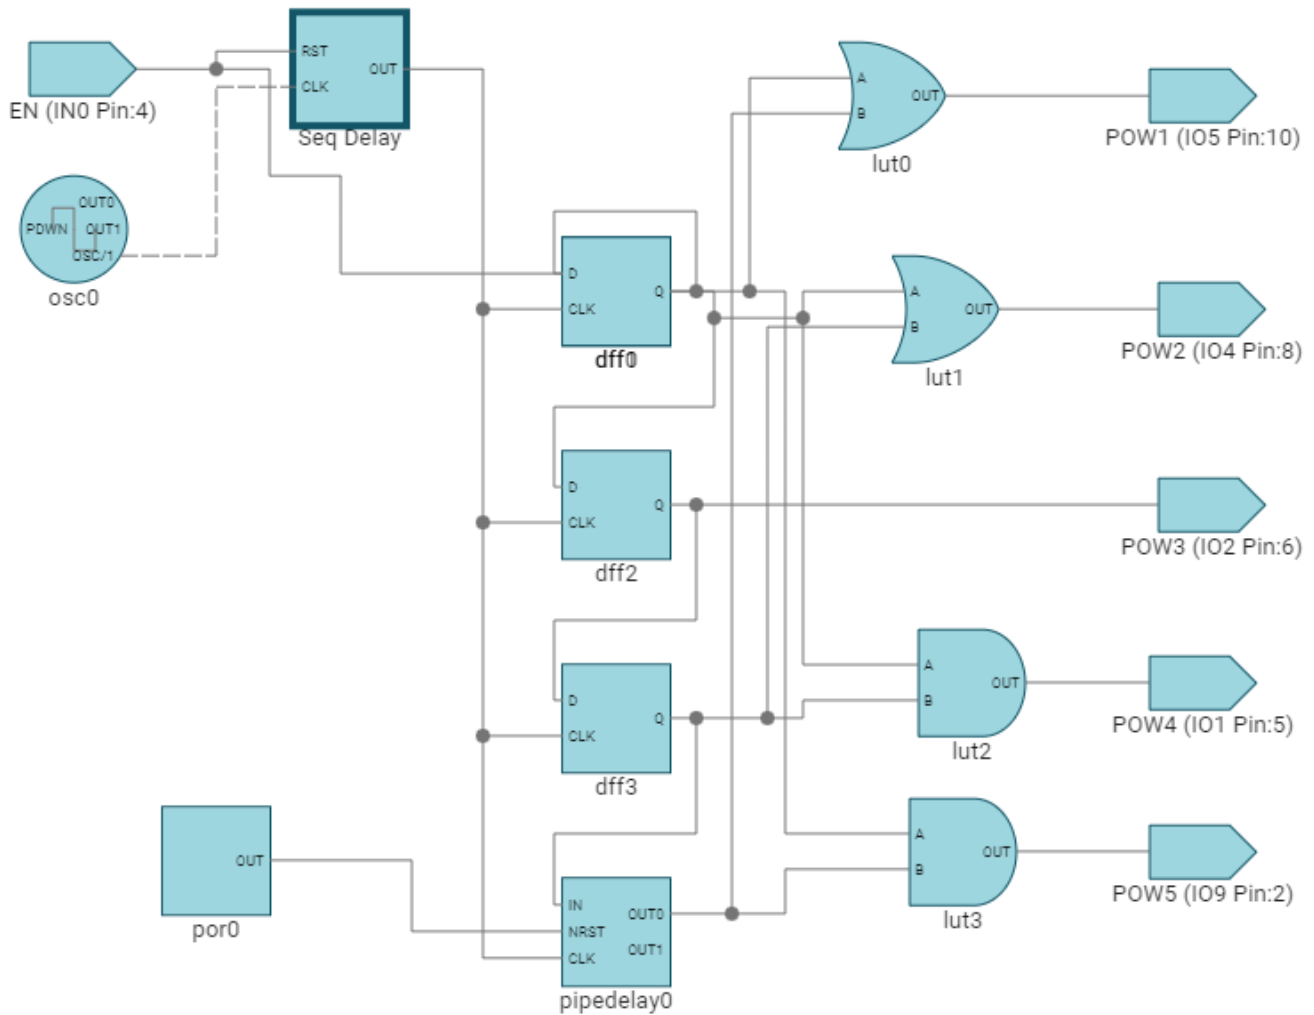 EN (IN0 Pin:4)
RST
CLK
OUT
Seq Delay
OUT0
PDWN
OUT1
OSC/1
osc0
D
CLK
Q
D
CLK
Q
dff2
D
CLK
Q
dff3
OUT
por0
IN
NRST
CLK
OUT0
OUT1
pipedelay0
A
B
OUT
lut0
A
B
OUT
lut1
A
B
OUT
lut2
A
B
OUT
lut3
POW1 (IO5 Pin:10)
POW2 (IO4 Pin:8)
POW3 (IO2 Pin:6)
POW4 (IO1 Pin:5)
POW5 (IO9 Pin:2)